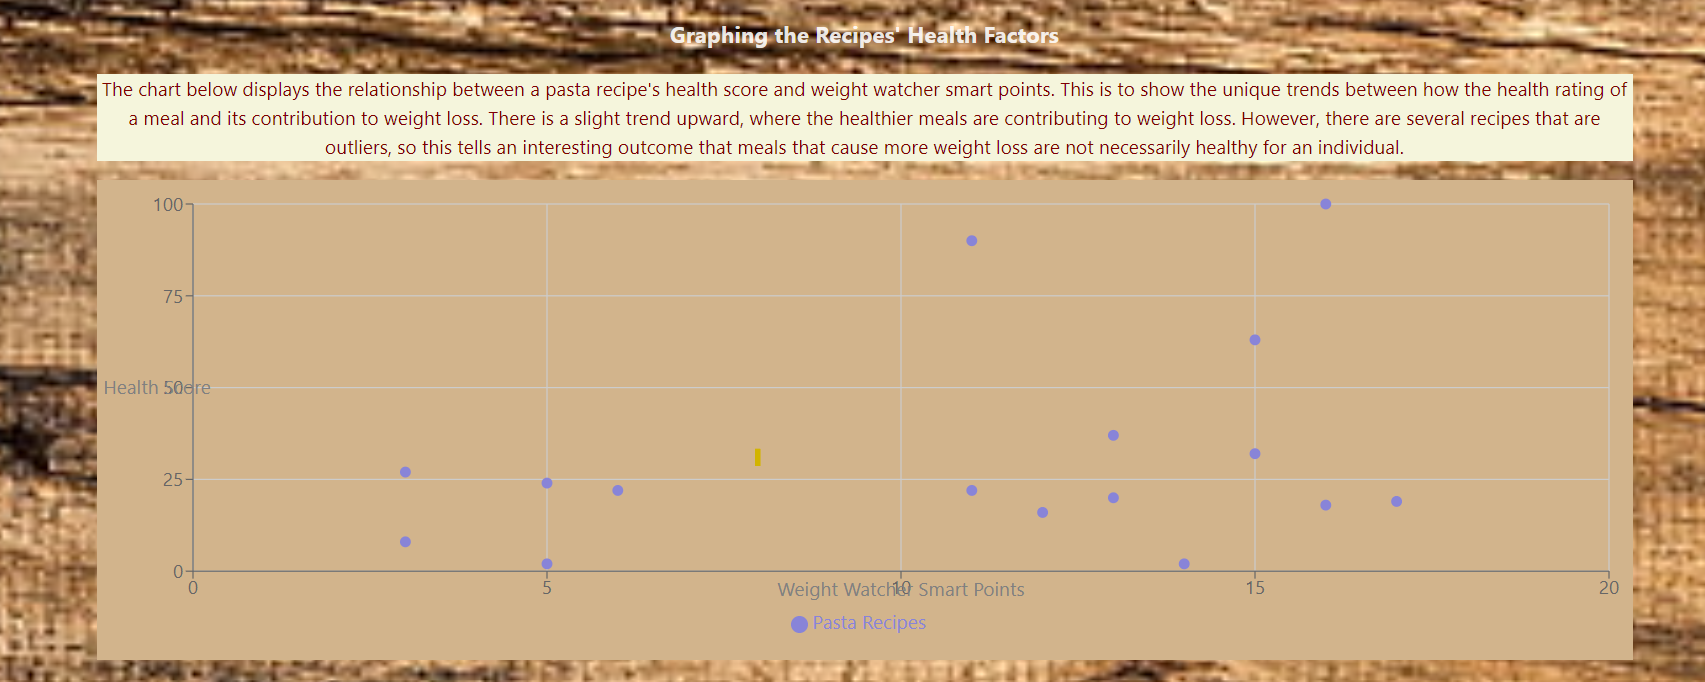 Graphing the Recipes' Health Factors
The chart below displays the relationship between a pasta recipe's health score and weight watcher smart points. This is to show the unique trends between how the health rating of
a meal and its contribution to weight loss. There is a slight trend upward, where the healthier meals are contributing to weight loss. However, there are several recipes that are
outliers, so this tells an interesting outcome that meals that cause more weight loss are not necessarily healthy for an individual.
100
75
Health Score
50
25
0
0 5 10 15 20
Weight Watcher Smart Points
Pasta Recipes